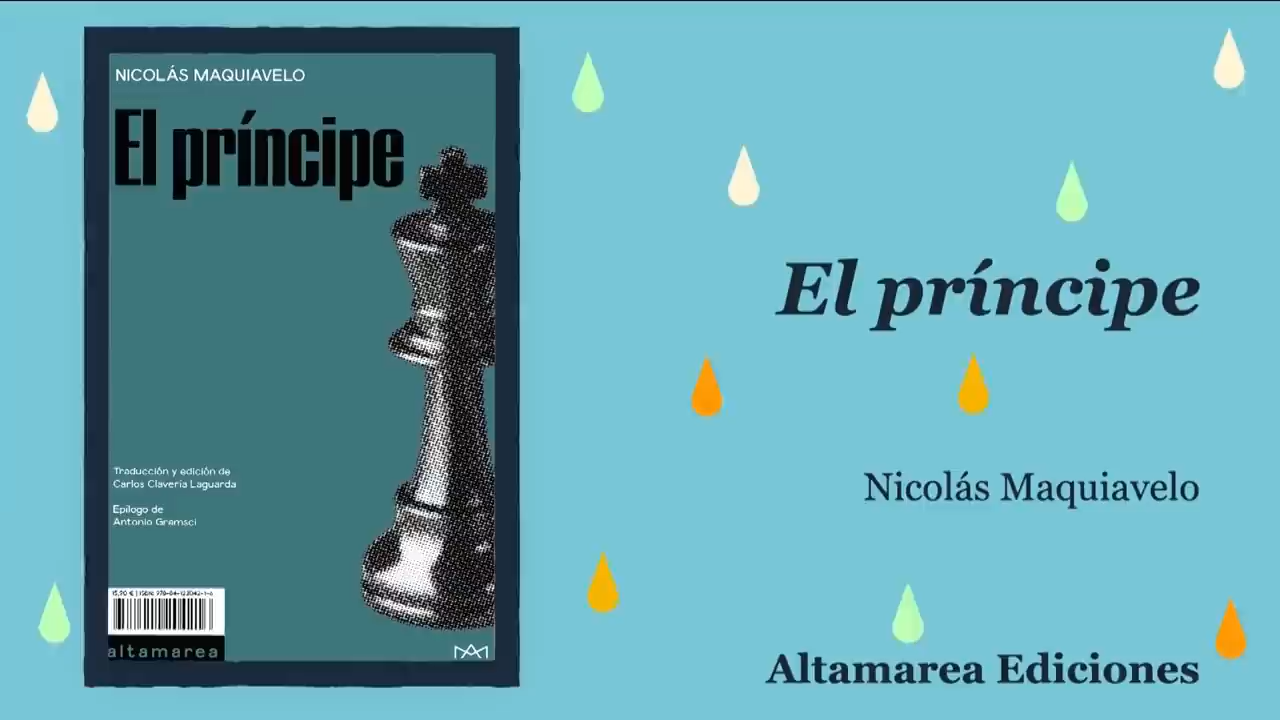 NICOLÁS MAQUIAVELO
El príncipe
Traducción y edición de
Carlos Clavería Laguarda
Epílogo de
Antonio Gramsci
altamarea
El príncipe
Nicolás Maquiavelo
Altamarea Ediciones